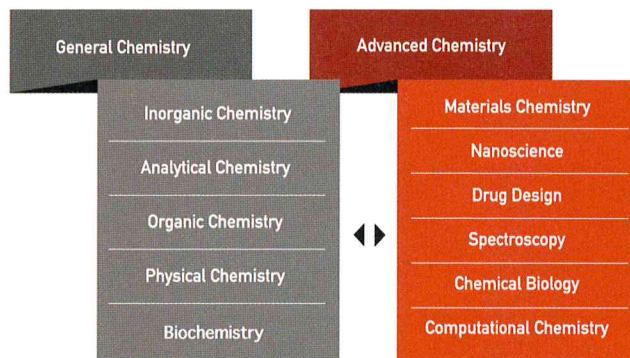 General Chemistry
Inorganic Chemistry
Analytical Chemistry
Organic Chemistry
Physical Chemistry
Biochemistry
Advanced Chemistry
Materials Chemistry
Nanoscience
Drug Design
Spectroscopy
Chemical Biology
Computational Chemistry